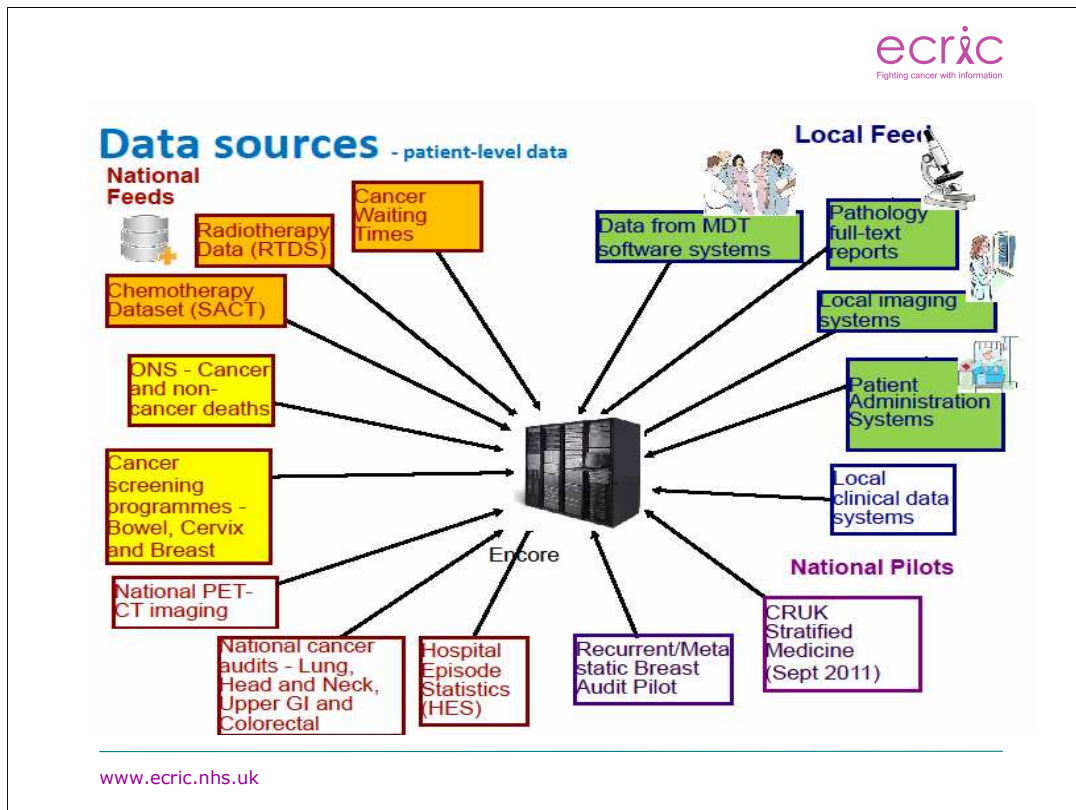 ecric
Fighting cancer with information
Data sources - patient-level data
National
Feeds
Radiotherapy
Data (RTDS)
Cancer
Waiting
Times
Chemotherapy
Dataset (SACT)
ONS - Cancer
and non-
cancer deaths
Cancer
screening
programmes -
Bowel, Cervix
and Breast
National PET-
CT imaging
National cancer
audits - Lung,
Head and Neck,
Upper GI and
Colorectal
Hospital
Episode
Statistics
(HES)
Encore
Local Feed
Data from MDT
software systems
Pathology
full-text
reports
Local imaging
systems
Patient
Administration
Systems
Local
clinical data
systems
National Pilots
CRUK
Stratified
Medicine
(Sept 2011)
Recurrent/Meta
static Breast
Audit Pilot
www.ecric.nhs.uk